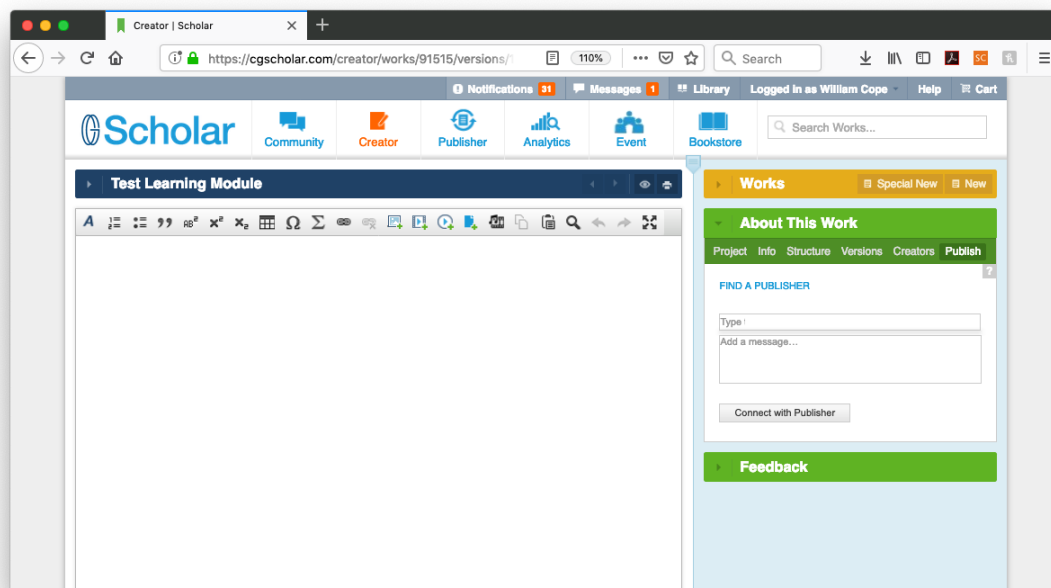 Creator | Scholar
https://cgscholar.com/creator/works/91515/versions/1
110%
Search
Notifications 31 Messages 1 Library Logged In as William Cope Help Cart
Scholar
Community Creator Publisher Analytics Event Bookstore
Search Works...
Test Learning Module
Works Special New New
About This Work
Project Info Structure Versions Creators Publish
?
FIND A PUBLISHER
Type
Add a message...
Connect with Publisher
Feedback